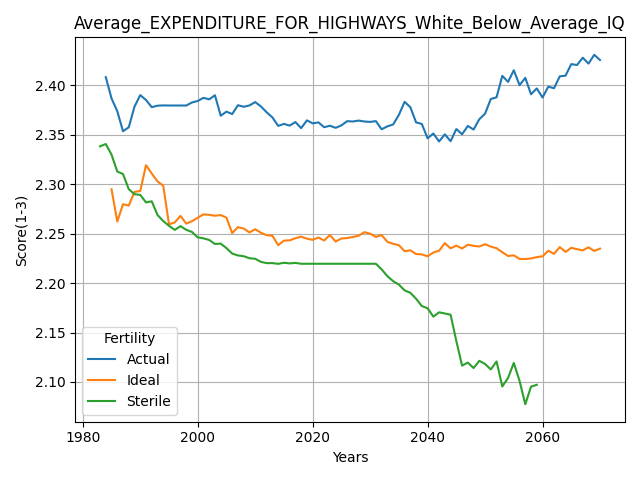 Average_EXPENDITURE_FOR_HIGHWAYS_White_Below_Average_IQ
2.40
2.35
2.30
2.25
2.20
2.15
2.10
Score(1-3)
Fertility
Actual
Ideal
Sterile
1980 2000 2020 2040 2060
Years